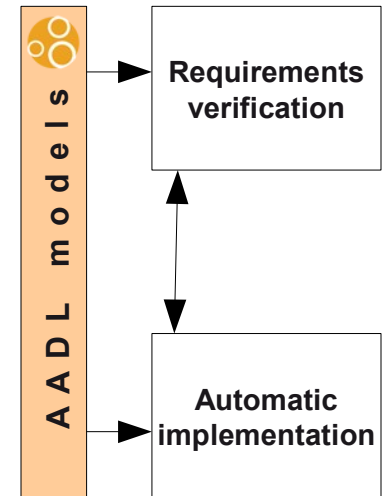 AADL models
Requirements
verification
Automatic
implementation